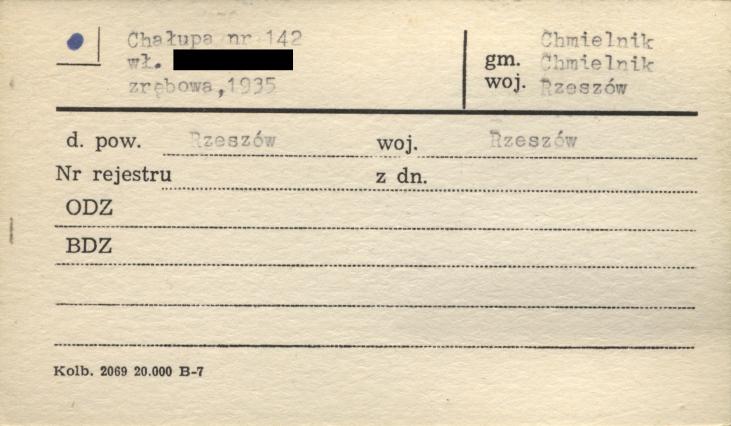 Chałupa nr 142
wł.
zrębowa,1935
Chmielnik
gm. Chmielnik
woj. Rzeszów
d. pow. Rzeszów woj. Rzeszów
Nr rejestru z dn.
ODZ
BDZ
Kolb. 2069 20.000 B-7